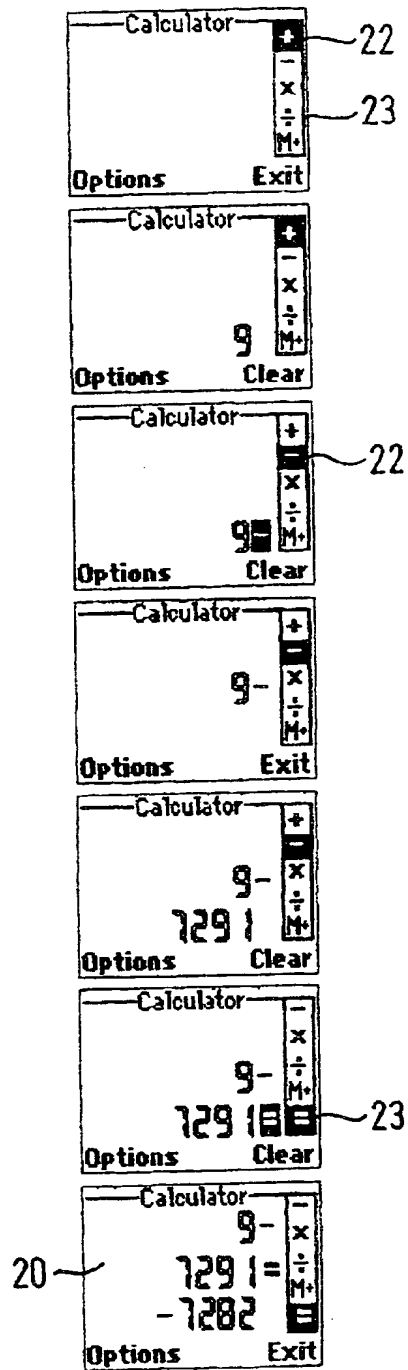 Calculator
+ 22
-
×
÷ 23
M+
Options Exit
Calculator
+
-
×
÷
9 M+
Options Clear
Calculator
+
- 22
×
÷
9- M+
Options Clear
Calculator
+
-
9- ×
÷
M+
Options Exit
Calculator
+
-
9- ×
÷
7291 M+
Options Clear
Calculator
-
×
÷
9- M+
7291= = 23
Options Clear
Calculator
9- -
×
20 7291= ÷
M+
-7282 =
Options Exit